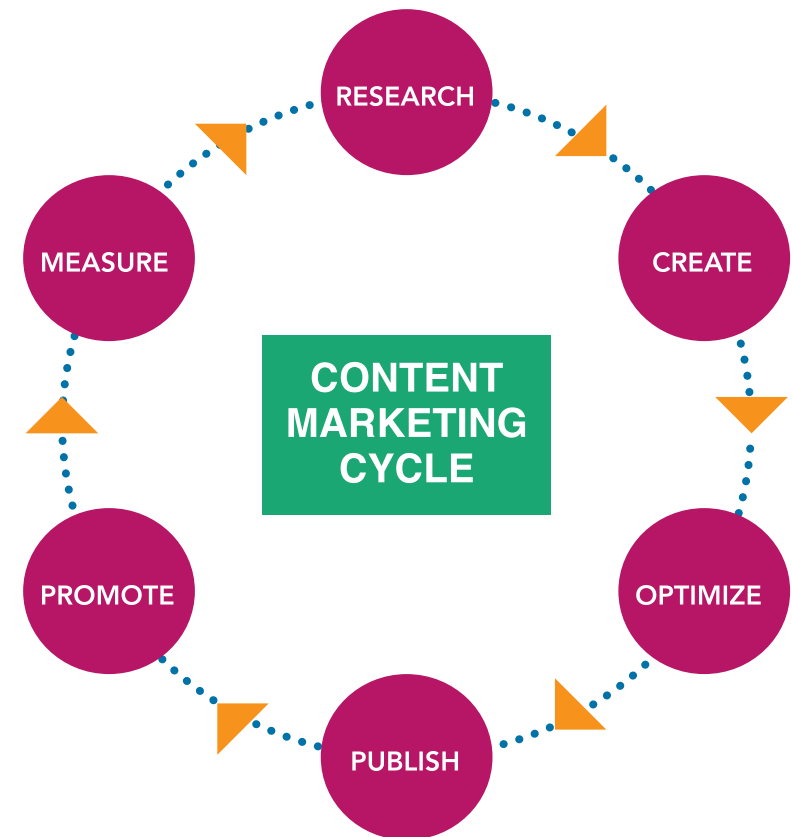 RESEARCH
CREATE
OPTIMIZE
PUBLISH
PROMOTE
MEASURE
CONTENT
MARKETING
CYCLE